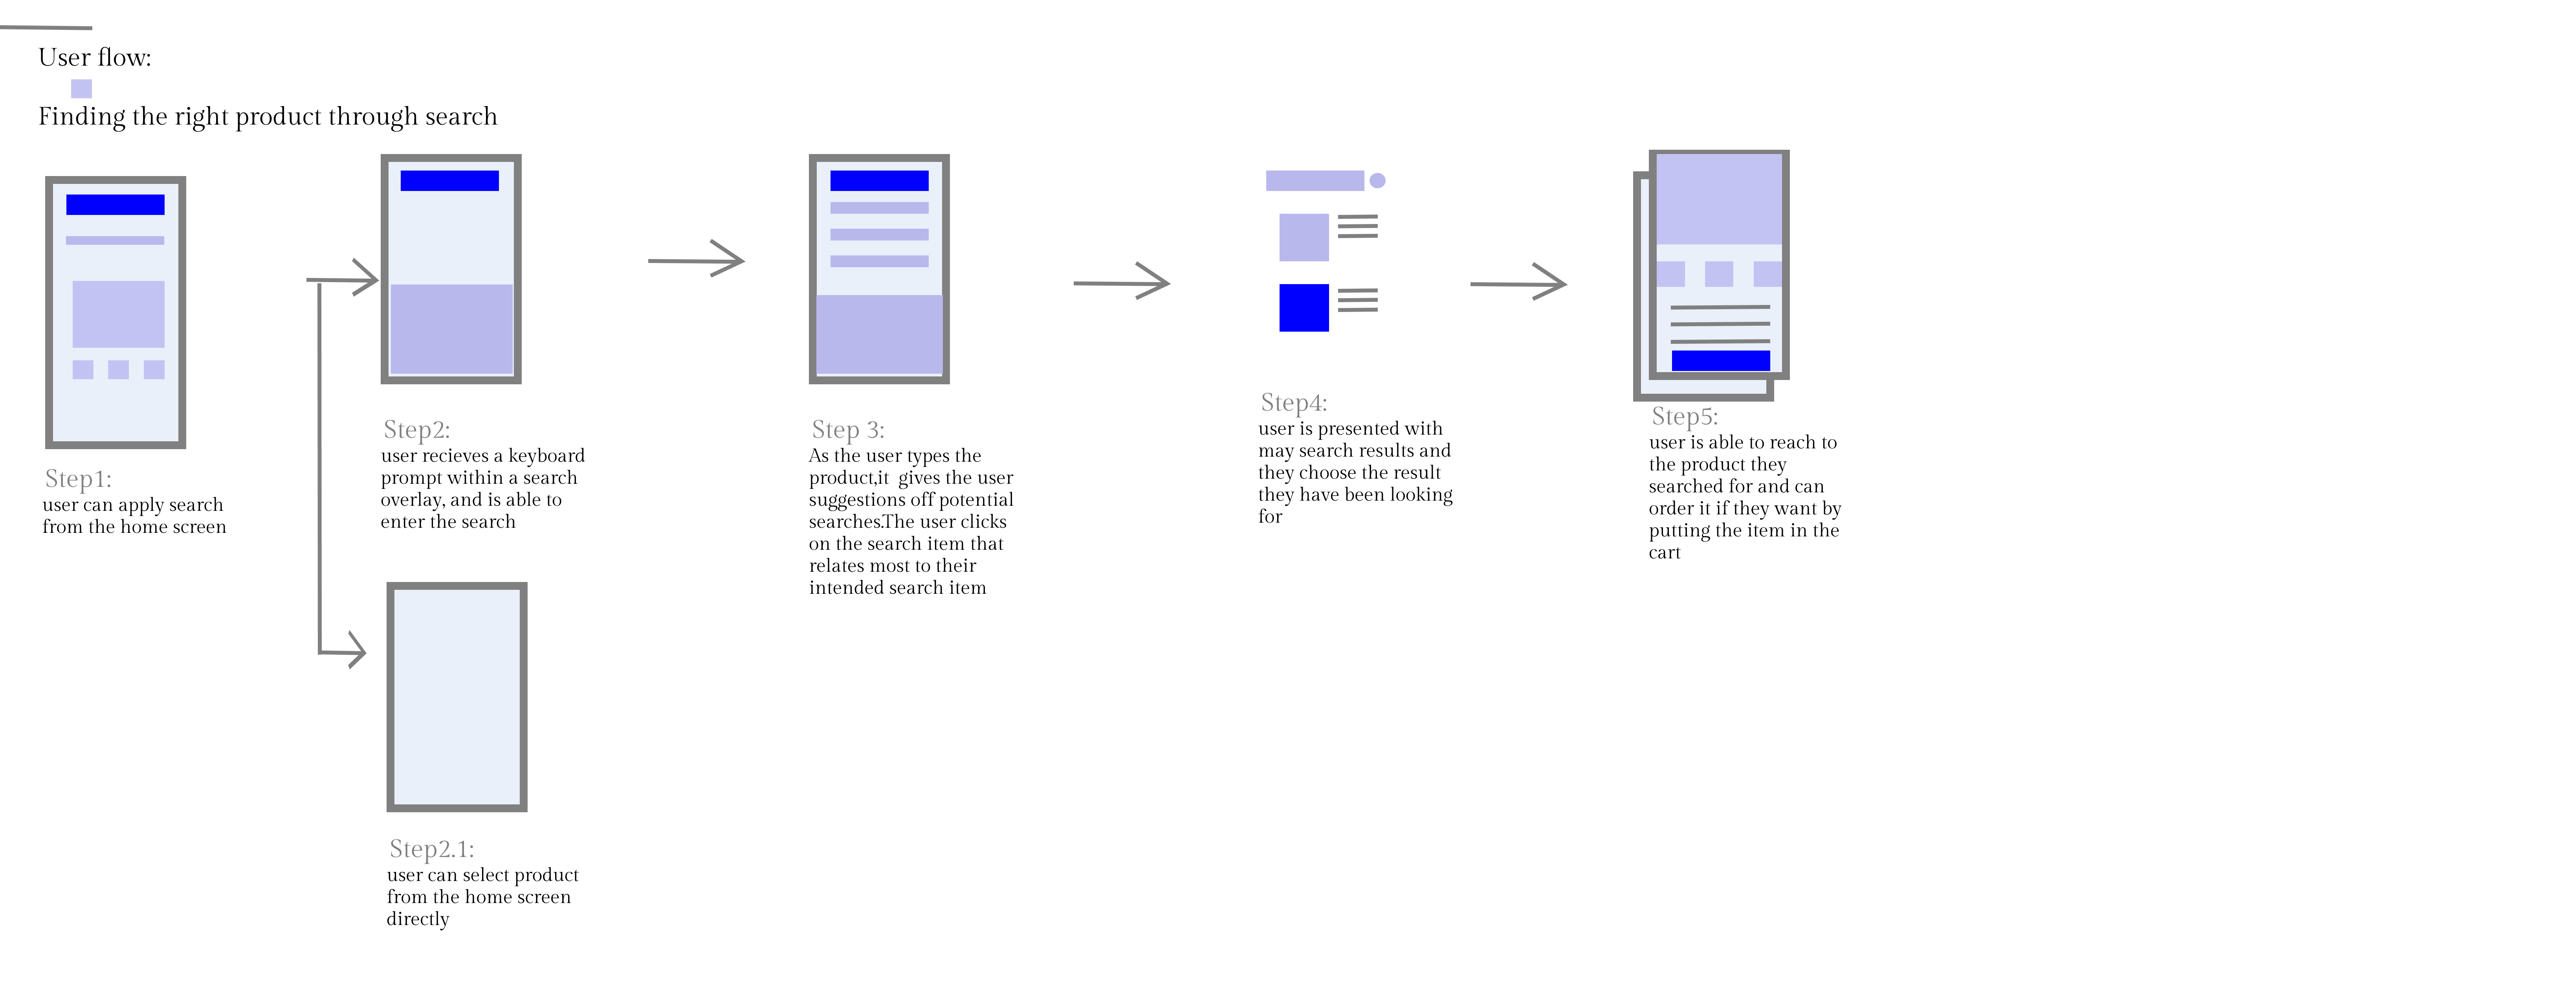 User flow:
Finding the right product through search
Step1:
user can apply search
from the home screen
Step2:
user recieves a keyboard
prompt within a search
overlay, and is able to
enter the search
Step2.1:
user can select product
from the home screen
directly
Step 3:
As the user types the
product,it  gives the user
suggestions off potential
searches.The user clicks
on the search item that
relates most to their
intended search item
Step4:
user is presented with
may search results and
they choose the result
they have been looking
for
Step5:
user is able to reach to
the product they
searched for and can
order it if they want by
putting the item in the
cart